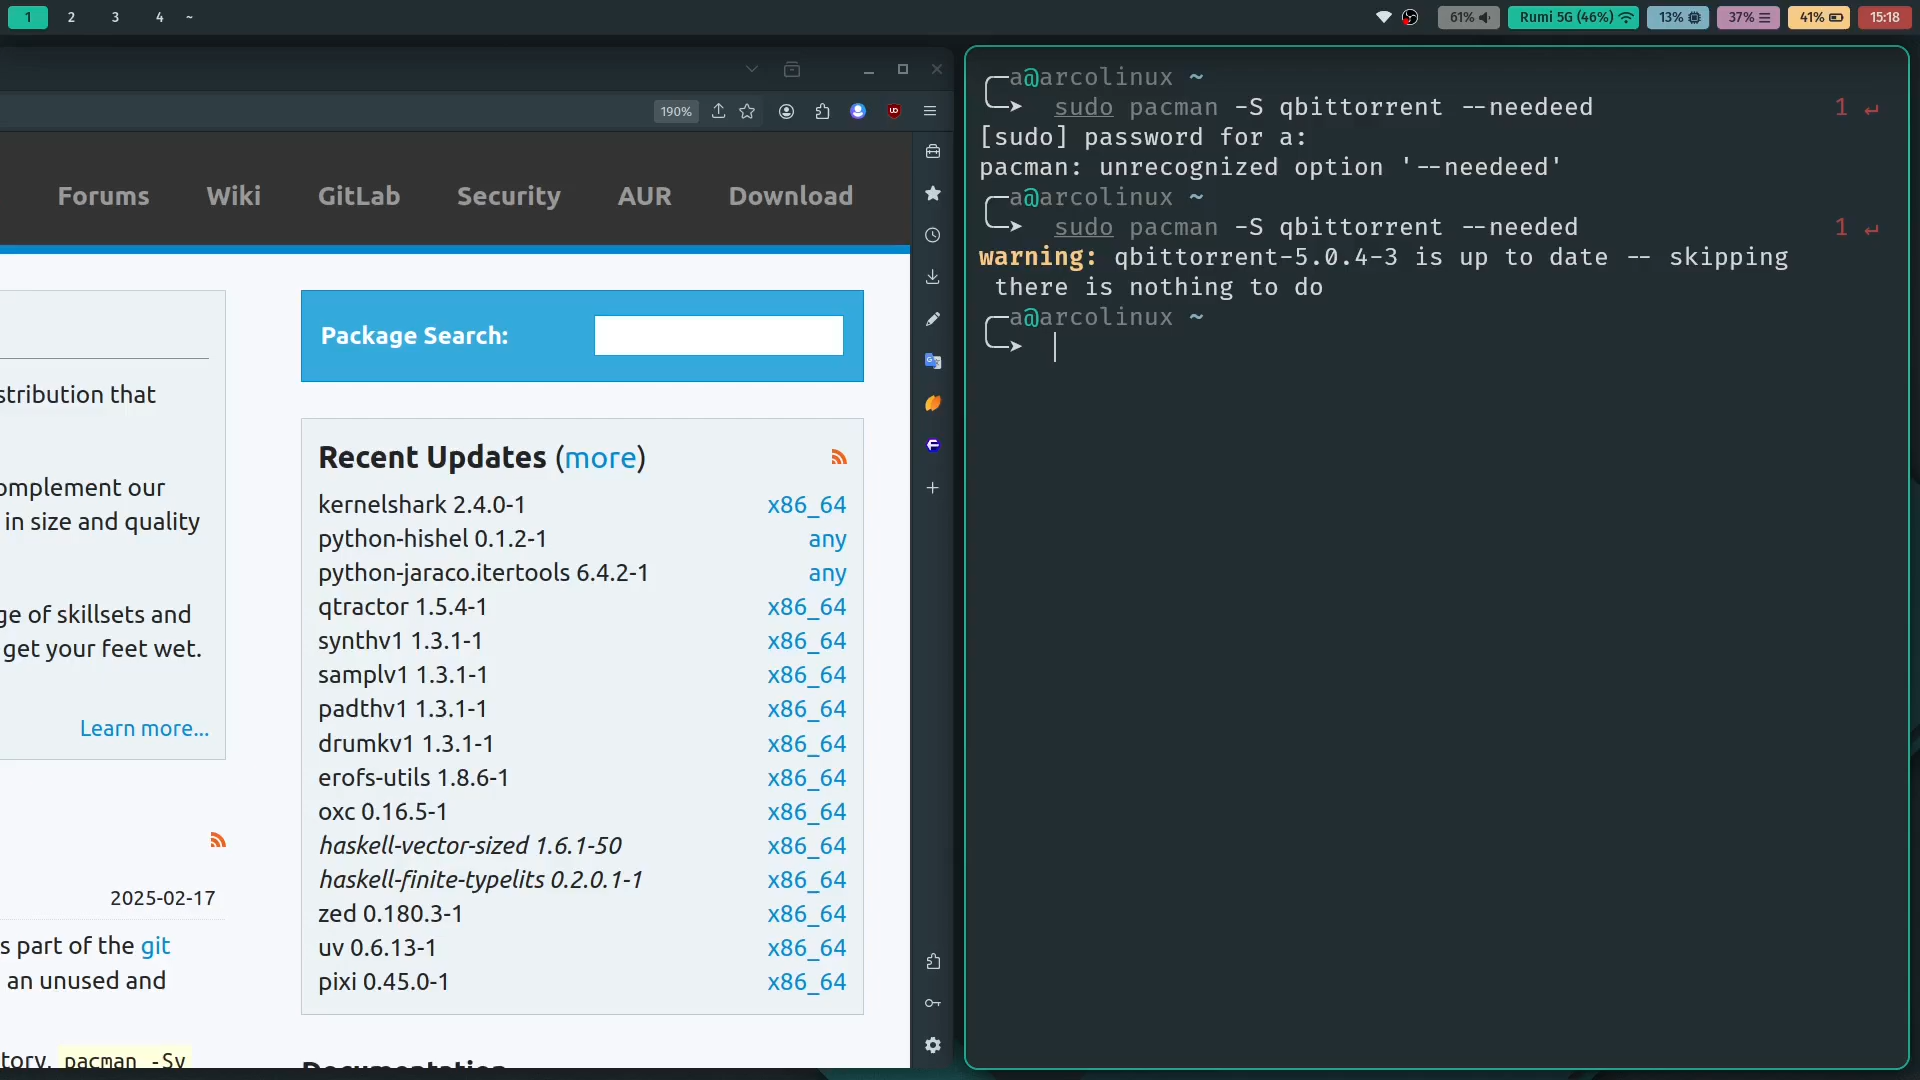 1 2 3 4 ~ 61% Rumi 5G (46%) 13% 37% 41% 15:18
190%
Forums Wiki GitLab Security AUR Download
stribution that
omplement our
in size and quality
ge of skillsets and
get your feet wet.
Learn more...
2025-02-17
s part of the git
an unused and
tory, pacman -Sy
Package Search:
Recent Updates (more)
kernelshark 2.4.0-1 x86_64
python-hishel 0.1.2-1 any
python-jaraco.itertools 6.4.2-1 any
qtractor 1.5.4-1 x86_64
synthv1 1.3.1-1 x86_64
samplv1 1.3.1-1 x86_64
padthv1 1.3.1-1 x86_64
drumkv1 1.3.1-1 x86_64
erofs-utils 1.8.6-1 x86_64
oxc 0.16.5-1 x86_64
haskell-vector-sized 1.6.1-50 x86_64
haskell-finite-typelits 0.2.0.1-1 x86_64
zed 0.180.3-1 x86_64
uv 0.6.13-1 x86_64
pixi 0.45.0-1 x86_64
Documentation
╭─a@arcolinux ~
╰─➤ sudo pacman -S qbittorrent --needeed 1 ↵
[sudo] password for a:
pacman: unrecognized option '--needeed'
╭─a@arcolinux ~
╰─➤ sudo pacman -S qbittorrent --needed 1 ↵
warning: qbittorrent-5.0.4-3 is up to date -- skipping
there is nothing to do
╭─a@arcolinux ~
╰─➤